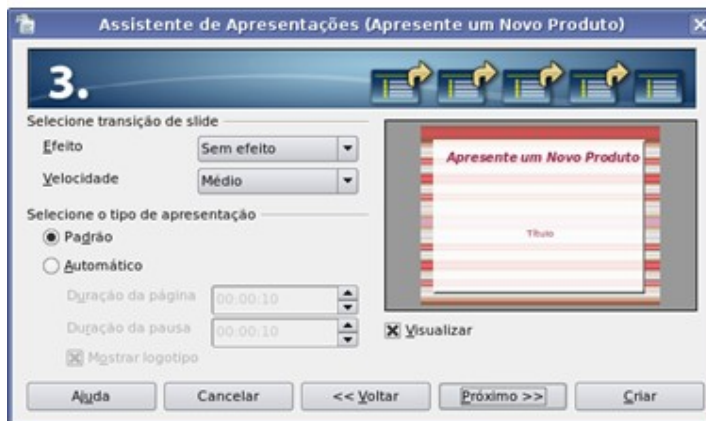 Assistente de Apresentações (Apresente um Novo Produto)
3.
Selecione transição de slide
Efeito Sem efeito
Velocidade Médio
Selecione o tipo de apresentação
Padrão
Automático
Duração da página 00:00:10
Duração da pausa 00:00:10
Mostrar logotipo
Apresente um Novo Produto
Título
Visualizar
Ajuda Cancelar << Voltar Próximo >> Criar